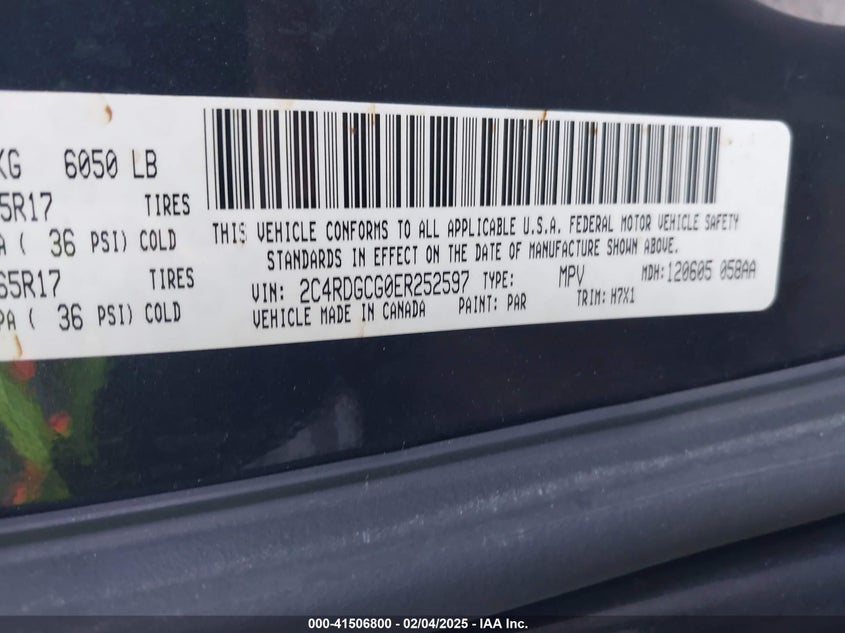 KG 6050 LB
5R17 TIRES
A ( 36 PSI) COLD
65R17 TIRES
PA ( 36 PSI) COLD
THIS VEHICLE CONFORMS TO ALL APPLICABLE U.S.A. FEDERAL MOTOR VEHICLE SAFETY
STANDARDS IN EFFECT ON THE DATE OF MANUFACTURE SHOWN ABOVE.
VIN: 2C4RDGCG0ER252597 TYPE: MPV MDH: 120605 058AA
VEHICLE MADE IN CANADA PAINT: PAR TRIM: H7X1
000-41506800 - 02/04/2025 - IAA Inc.